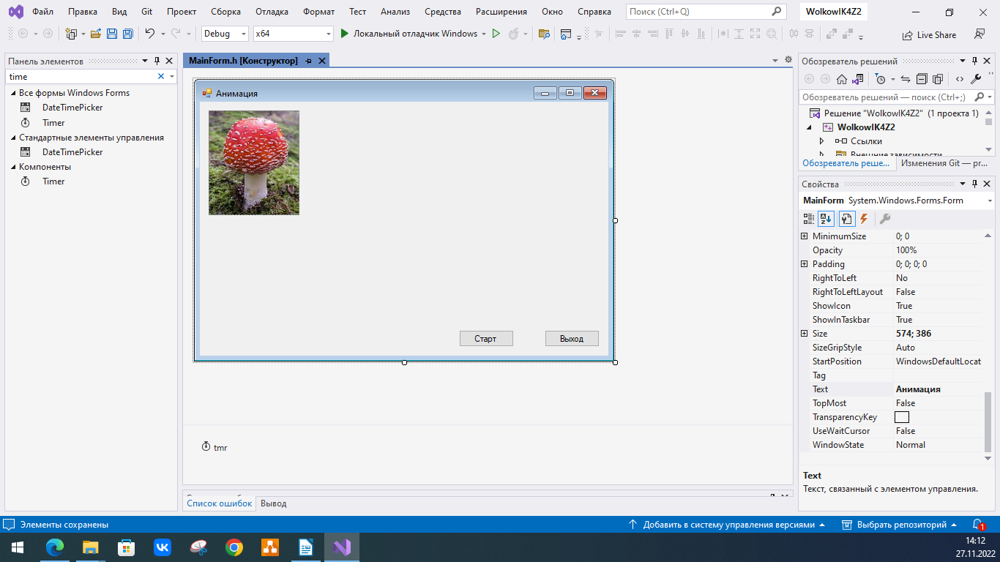 Файл Правка Вид Git Проект Сборка Отладка Формат Тест Анализ Средства Расширения Окно Справка Поиск (Ctrl+Q) WolkowIK4Z2
Debug x64 Локальный отладчик Windows Live Share
Панель элементов
time
Все формы Windows Forms
DateTimePicker
Timer
Стандартные элементы управления
DateTimePicker
Компоненты
Timer
MainForm.h [Конструктор]
Анимация
Старт Выход
tmr
Список ошибок Вывод
Обозреватель решений
Обозреватель решений — поиск (Ctrl+;)
Решение "WolkowIK4Z2" (1 проекта 1)
WolkowIK4Z2
Ссылки
Внешние зависимости
Обозреватель реше... Изменения Git — pr...
Свойства
MainForm System.Windows.Forms.Form
MinimumSize 0; 0
Opacity 100%
Padding 0; 0; 0; 0
RightToLeft No
RightToLeftLayout False
ShowIcon True
ShowInTaskbar True
Size 574; 386
SizeGripStyle Auto
StartPosition WindowsDefaultLocat
Tag
Text Анимация
TopMost False
TransparencyKey
UseWaitCursor False
WindowState Normal
Text
Текст, связанный с элементом управления.
Элементы сохранены Добавить в систему управления версиями Выбрать репозиторий 1
14:12
27.11.2022